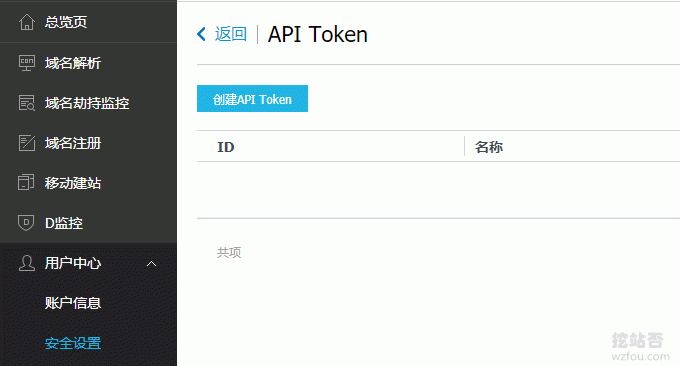 总览页
域名解析
域名劫持监控
域名注册
移动建站
D监控
用户中心
账户信息
安全设置
返回 | API Token
创建API Token
ID 名称
共项
挖站否
wzfou.com